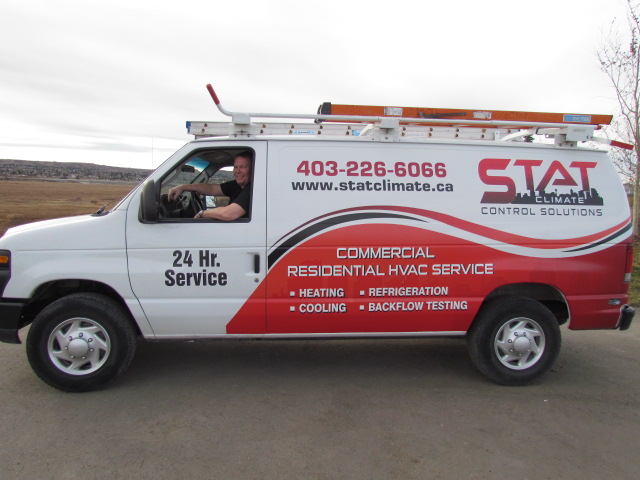 403-226-6066
www.statclimate.ca
STAT
CLIMATE
CONTROL SOLUTIONS
24 Hr.
Service
COMMERCIAL
RESIDENTIAL HVAC SERVICE
▪ HEATING ▪ REFRIGERATION
▪ COOLING ▪ BACKFLOW TESTING